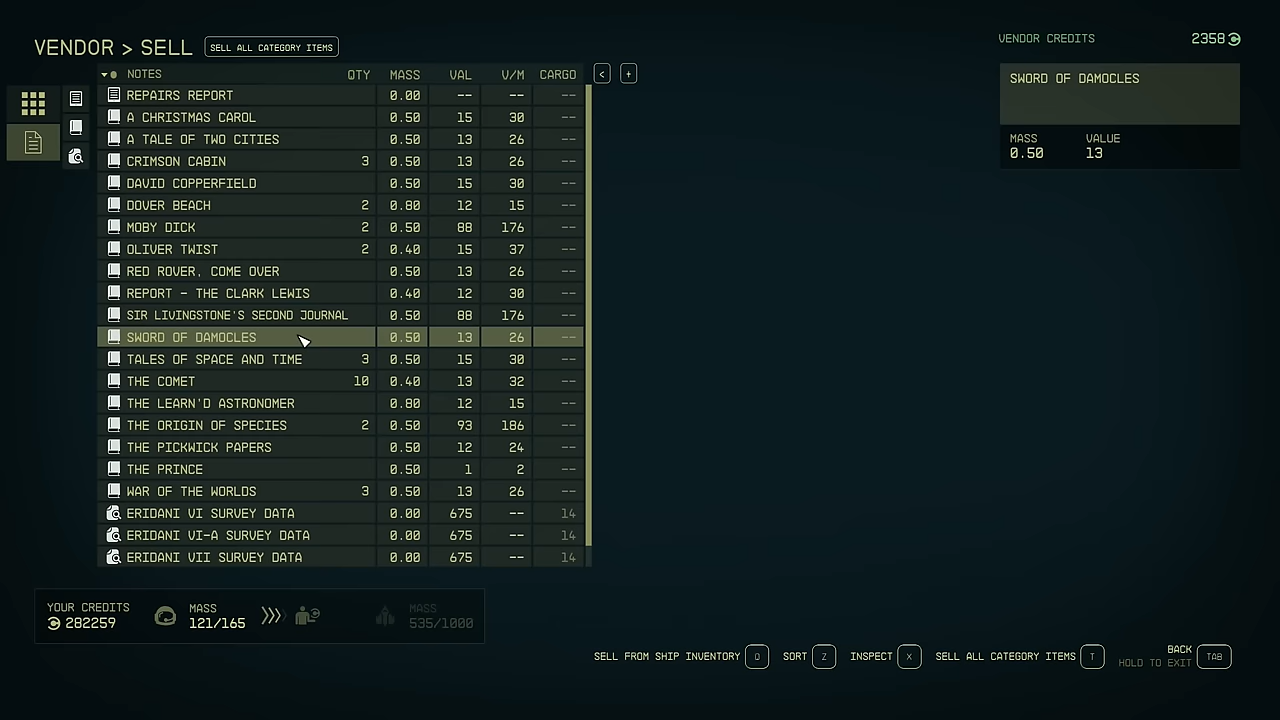 VENDOR > SELL
SELL ALL CATEGORY ITEMS
VENDOR CREDITS 2358
NOTES QTY MASS VAL V/M CARGO < +
REPAIRS REPORT 0.00 -- -- --
A CHRISTMAS CAROL 0.50 15 30 --
A TALE OF TWO CITIES 0.50 13 26 --
CRIMSON CABIN 3 0.50 13 26 --
DAVID COPPERFIELD 0.50 15 30 --
DOVER BEACH 2 0.80 12 15 --
MOBY DICK 2 0.50 88 176 --
OLIVER TWIST 2 0.40 15 37 --
RED ROVER, COME OVER 0.50 13 26 --
REPORT - THE CLARK LEWIS 0.40 12 30 --
SIR LIVINGSTONE'S SECOND JOURNAL 0.50 88 176 --
SWORD OF DAMOCLES 0.50 13 26 --
TALES OF SPACE AND TIME 3 0.50 15 30 --
THE COMET 10 0.40 13 32 --
THE LEARN'D ASTRONOMER 0.80 12 15 --
THE ORIGIN OF SPECIES 2 0.50 93 186 --
THE PICKWICK PAPERS 0.50 12 24 --
THE PRINCE 0.50 1 2 --
WAR OF THE WORLDS 3 0.50 13 26 --
ERIDANI VI SURVEY DATA 0.00 675 -- 14
ERIDANI VI-A SURVEY DATA 0.00 675 -- 14
ERIDANI VII SURVEY DATA 0.00 675 -- 14
SWORD OF DAMOCLES
MASS VALUE
0.50 13
YOUR CREDITS
282259
MASS
121/165
MASS
535/1000
SELL FROM SHIP INVENTORY Q SORT Z INSPECT X SELL ALL CATEGORY ITEMS T BACK
HOLD TO EXIT TAB